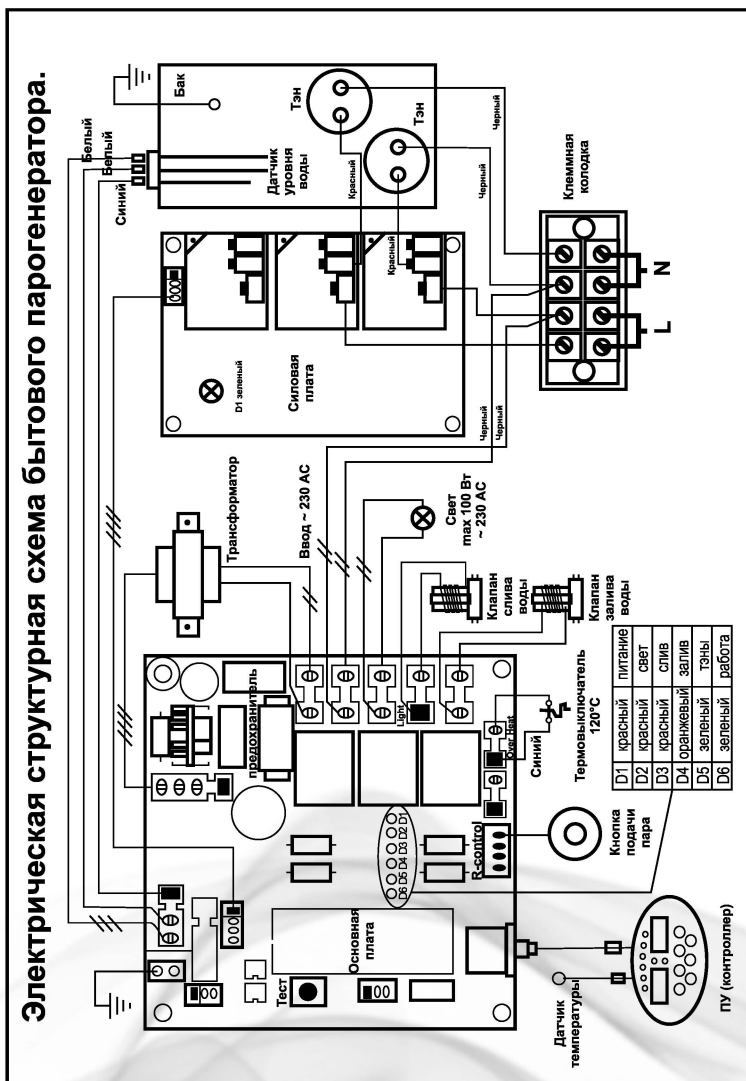 Электрическая структурная схема бытового парогенератора.
Белый
Белый
Синий
Бак
Датчик
уровня
воды
Тэн
Тэн
Черный
Красный
Черный
Красный
Клеммная
колодка
N
L
D1 зеленый
Силовая
плата
Черный
Черный
Трансформатор
Ввод ~ 230 AC
Свет
max 100 Вт
~ 230 AC
Клапан
слива
воды
Клапан
залива
воды
предохранитель
Light
Over Heat
Синий
Термовыключатель
120°C
D6 D5 D4 D3 D2 D1
R-control
Кнопка
подачи
пара
Основная
плата
Тест
Датчик
температуры
ПУ (контроллер)
D1 красный питание
D2 красный свет
D3 красный слив
D4 оранжевый залив
D5 зеленый тэны
D6 зеленый работа